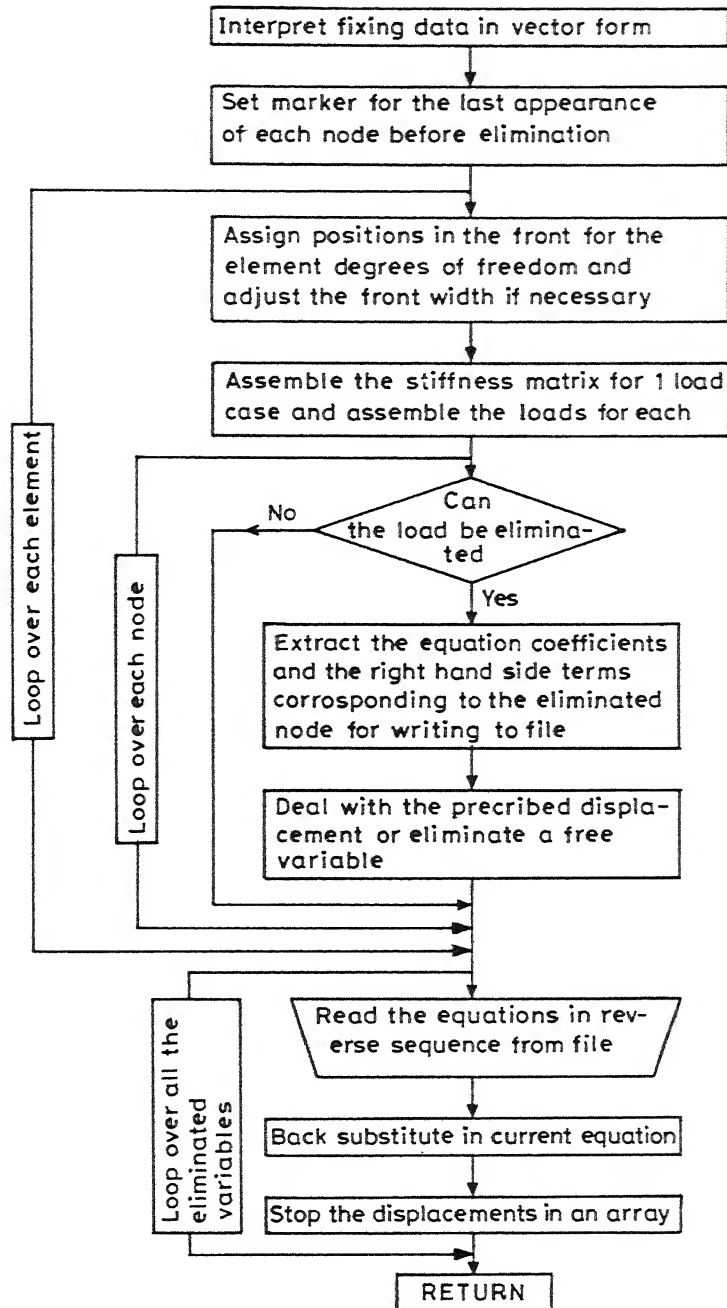 Interpret fixing data in vector form
Set marker for the last appearance
of each node before elimination
Assign positions in the front for the
element degrees of freedom and
adjust the front width if necessary
Assemble the stiffness matrix for 1 load
case and assemble the loads for each
Loop over each element
Loop over each node
Can
the load be elimina-
ted
No
Yes
Extract the equation coefficients
and the right hand side terms
corrosponding to the eliminated
node for writing to file
Deal with the precribed displa-
cement or eliminate a free
variable
Loop over all the
eliminated
variables
Read the equations in rev-
erse sequence from file
Back substitute in current equation
Stop the displacements in an array
RETURN